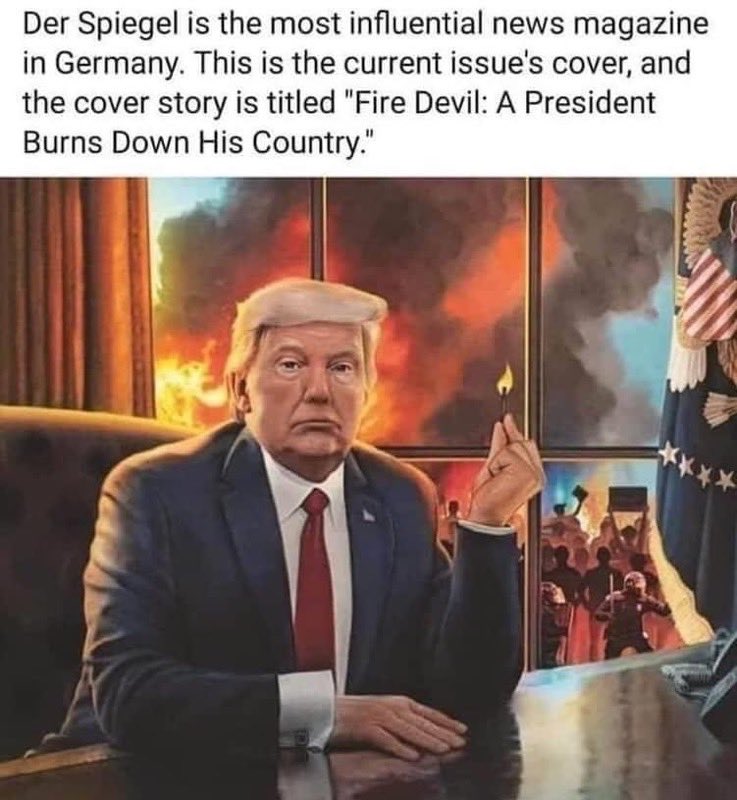 Der Spiegel is the most influential news magazine
in Germany. This is the current issue's cover, and
the cover story is titled "Fire Devil: A President
Burns Down His Country."